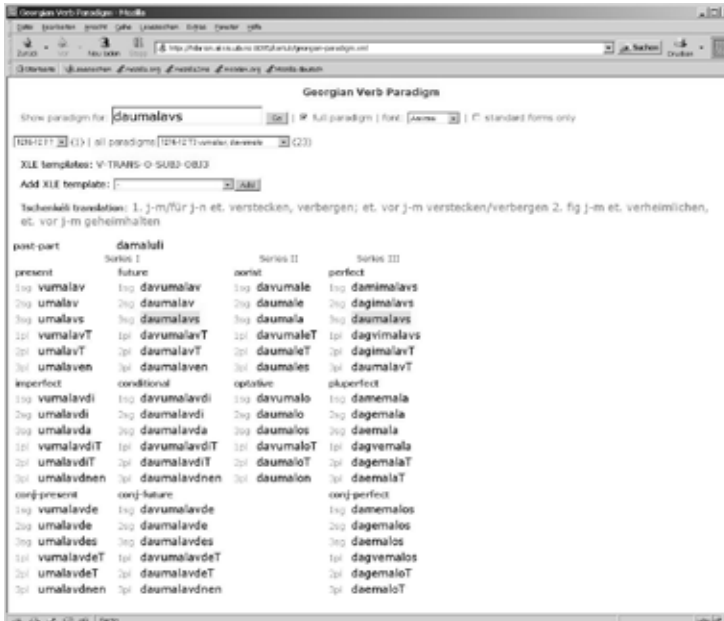 Georgian Verb Paradigm - Mozilla
Georgian Verb Paradigm
Show paradigm for: daumalavs Go | full paradigm | font: | standard forms only
(1) | all paradigms (23)
XLE templates: V-TRANS-O-SUBJ-OBJ3
Add XLE template: - Add
Tschenkéli translation: 1. j-m/für j-n et. verstecken, verbergen; et. vor j-m verstecken/verbergen 2. fig j-m et. verheimlichen,
et. vor j-m geheimhalten
past-part damaluli
Series I Series II Series III
present future aorist perfect
1sg vumalav 1sg davumalav 1sg davumale 1sg damimalavs
2sg umalav 2sg daumalav 2sg daumale 2sg dagimalavs
3sg umalavs 3sg daumalavs 3sg daumala 3sg daumalavs
1pl vumalavT 1pl davumalavT 1pl davumaleT 1pl dagvimalavs
2pl umalavT 2pl daumalavT 2pl daumaleT 2pl dagimalavT
3pl umalaven 3pl daumalaven 3pl daumales 3pl daumalavT
imperfect conditional optative pluperfect
1sg vumalavdi 1sg davumalavdi 1sg davumalo 1sg damemala
2sg umalavdi 2sg daumalavdi 2sg daumalo 2sg dagemala
3sg umalavda 3sg daumalavda 3sg daumalos 3sg daemala
1pl vumalavdiT 1pl davumalavdiT 1pl davumaloT 1pl dagvemala
2pl umalavdiT 2pl daumalavdiT 2pl daumaloT 2pl dagemalaT
3pl umalavdnen 3pl daumalavdnen 3pl daumalon 3pl daemalaT
conj-present conj-future conj-perfect
1sg vumalavde 1sg davumalavde 1sg damemalos
2sg umalavde 2sg daumalavde 2sg dagemalos
3sg umalavdes 3sg daumalavdes 3sg daemalos
1pl vumalavdeT 1pl davumalavdeT 1pl dagvemalos
2pl umalavdeT 2pl daumalavdeT 2pl dagemaloT
3pl umalavdnen 3pl daumalavdnen 3pl daemaloT